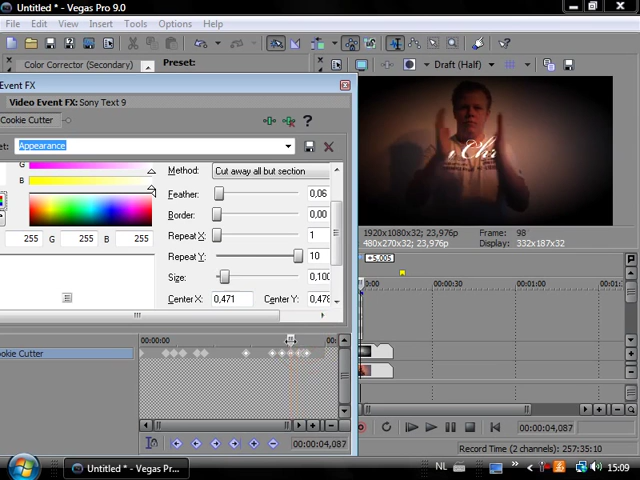 Untitled * - Vegas Pro 9.0
File Edit View Insert Tools Options Help
Color Corrector (Secondary) Preset:
Draft (Half)
Event FX
Video Event FX: Sony Text 9
Cookie Cutter
Appearance
G
B
255 G 255 B 255
Method: Cut away all but section
Feather: 0,06
Border: 0,00
Repeat X: 1
Repeat Y: 10
Size: 0,100
Center X: 0,471 Center Y: 0,478
1920x1080x32; 23,976p Frame: 98
480x270x32; 23,976p Display: 332x187x32
+5.005
00:00:30 00:01:00
00:00:00
ookie Cutter
00:00:04,087
00:00:04,087
Record Time (2 channels): 257:35:10
Untitled * - Vegas Pr... NL 15:09